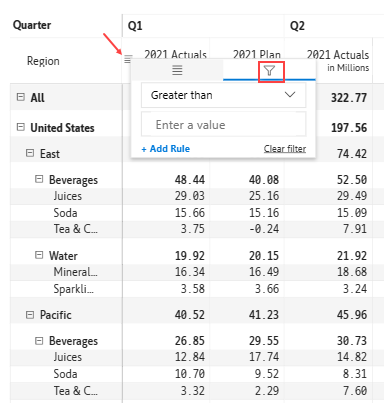 Quarter Q1 Q2
Region 2021 Actuals 2021 Plan 2021 Actuals
in Millions
Greater than
Enter a value
+ Add Rule Clear filter
All 322.77
United States 197.56
East 74.42
Beverages 48.44 40.08 52.50
Juices 29.03 25.16 29.49
Soda 15.66 15.16 15.09
Tea & C... 3.75 -0.24 7.91
Water 19.92 20.15 21.92
Mineral... 16.34 16.49 18.68
Sparkli... 3.58 3.66 3.24
Pacific 40.52 41.23 45.96
Beverages 26.85 29.55 30.73
Juices 12.84 17.74 14.82
Soda 10.70 9.52 8.31
Tea & C... 3.32 2.29 7.60